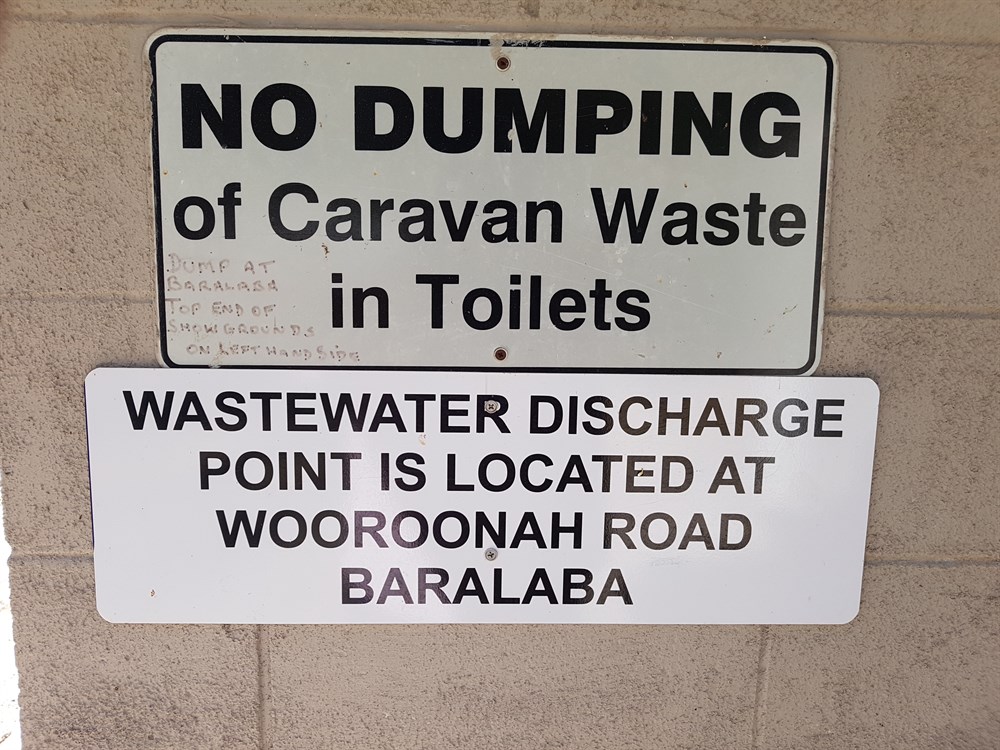 NO DUMPING
of Caravan Waste
in Toilets
DUMP AT
BARALABA
TOP END OF
SHOWGROUNDS
ON LEFT HAND SIDE
WASTEWATER DISCHARGE
POINT IS LOCATED AT
WOOROONAH ROAD
BARALABA